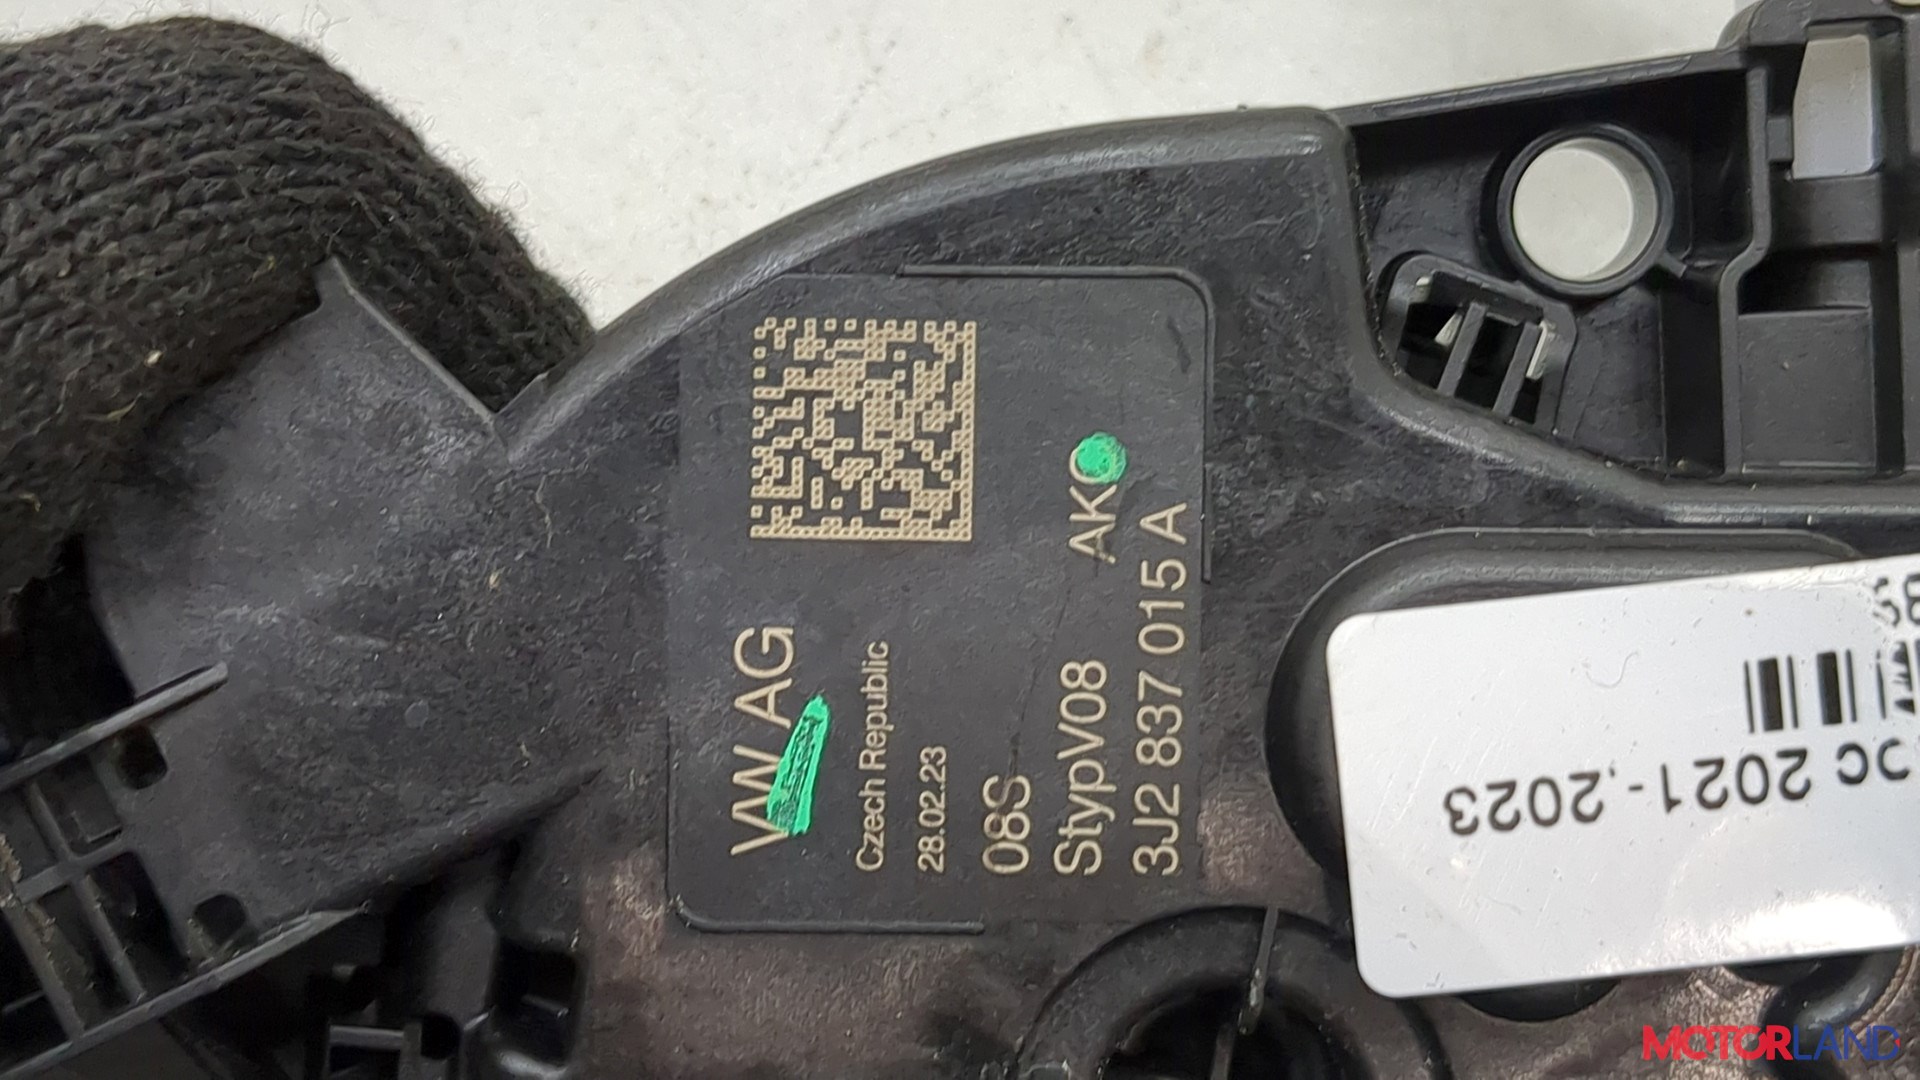 VW AG
Czech Republic
28.02.23
08S
StypV08 AKO
3J2 837 015 A
2021-.2023
MOTORLAND